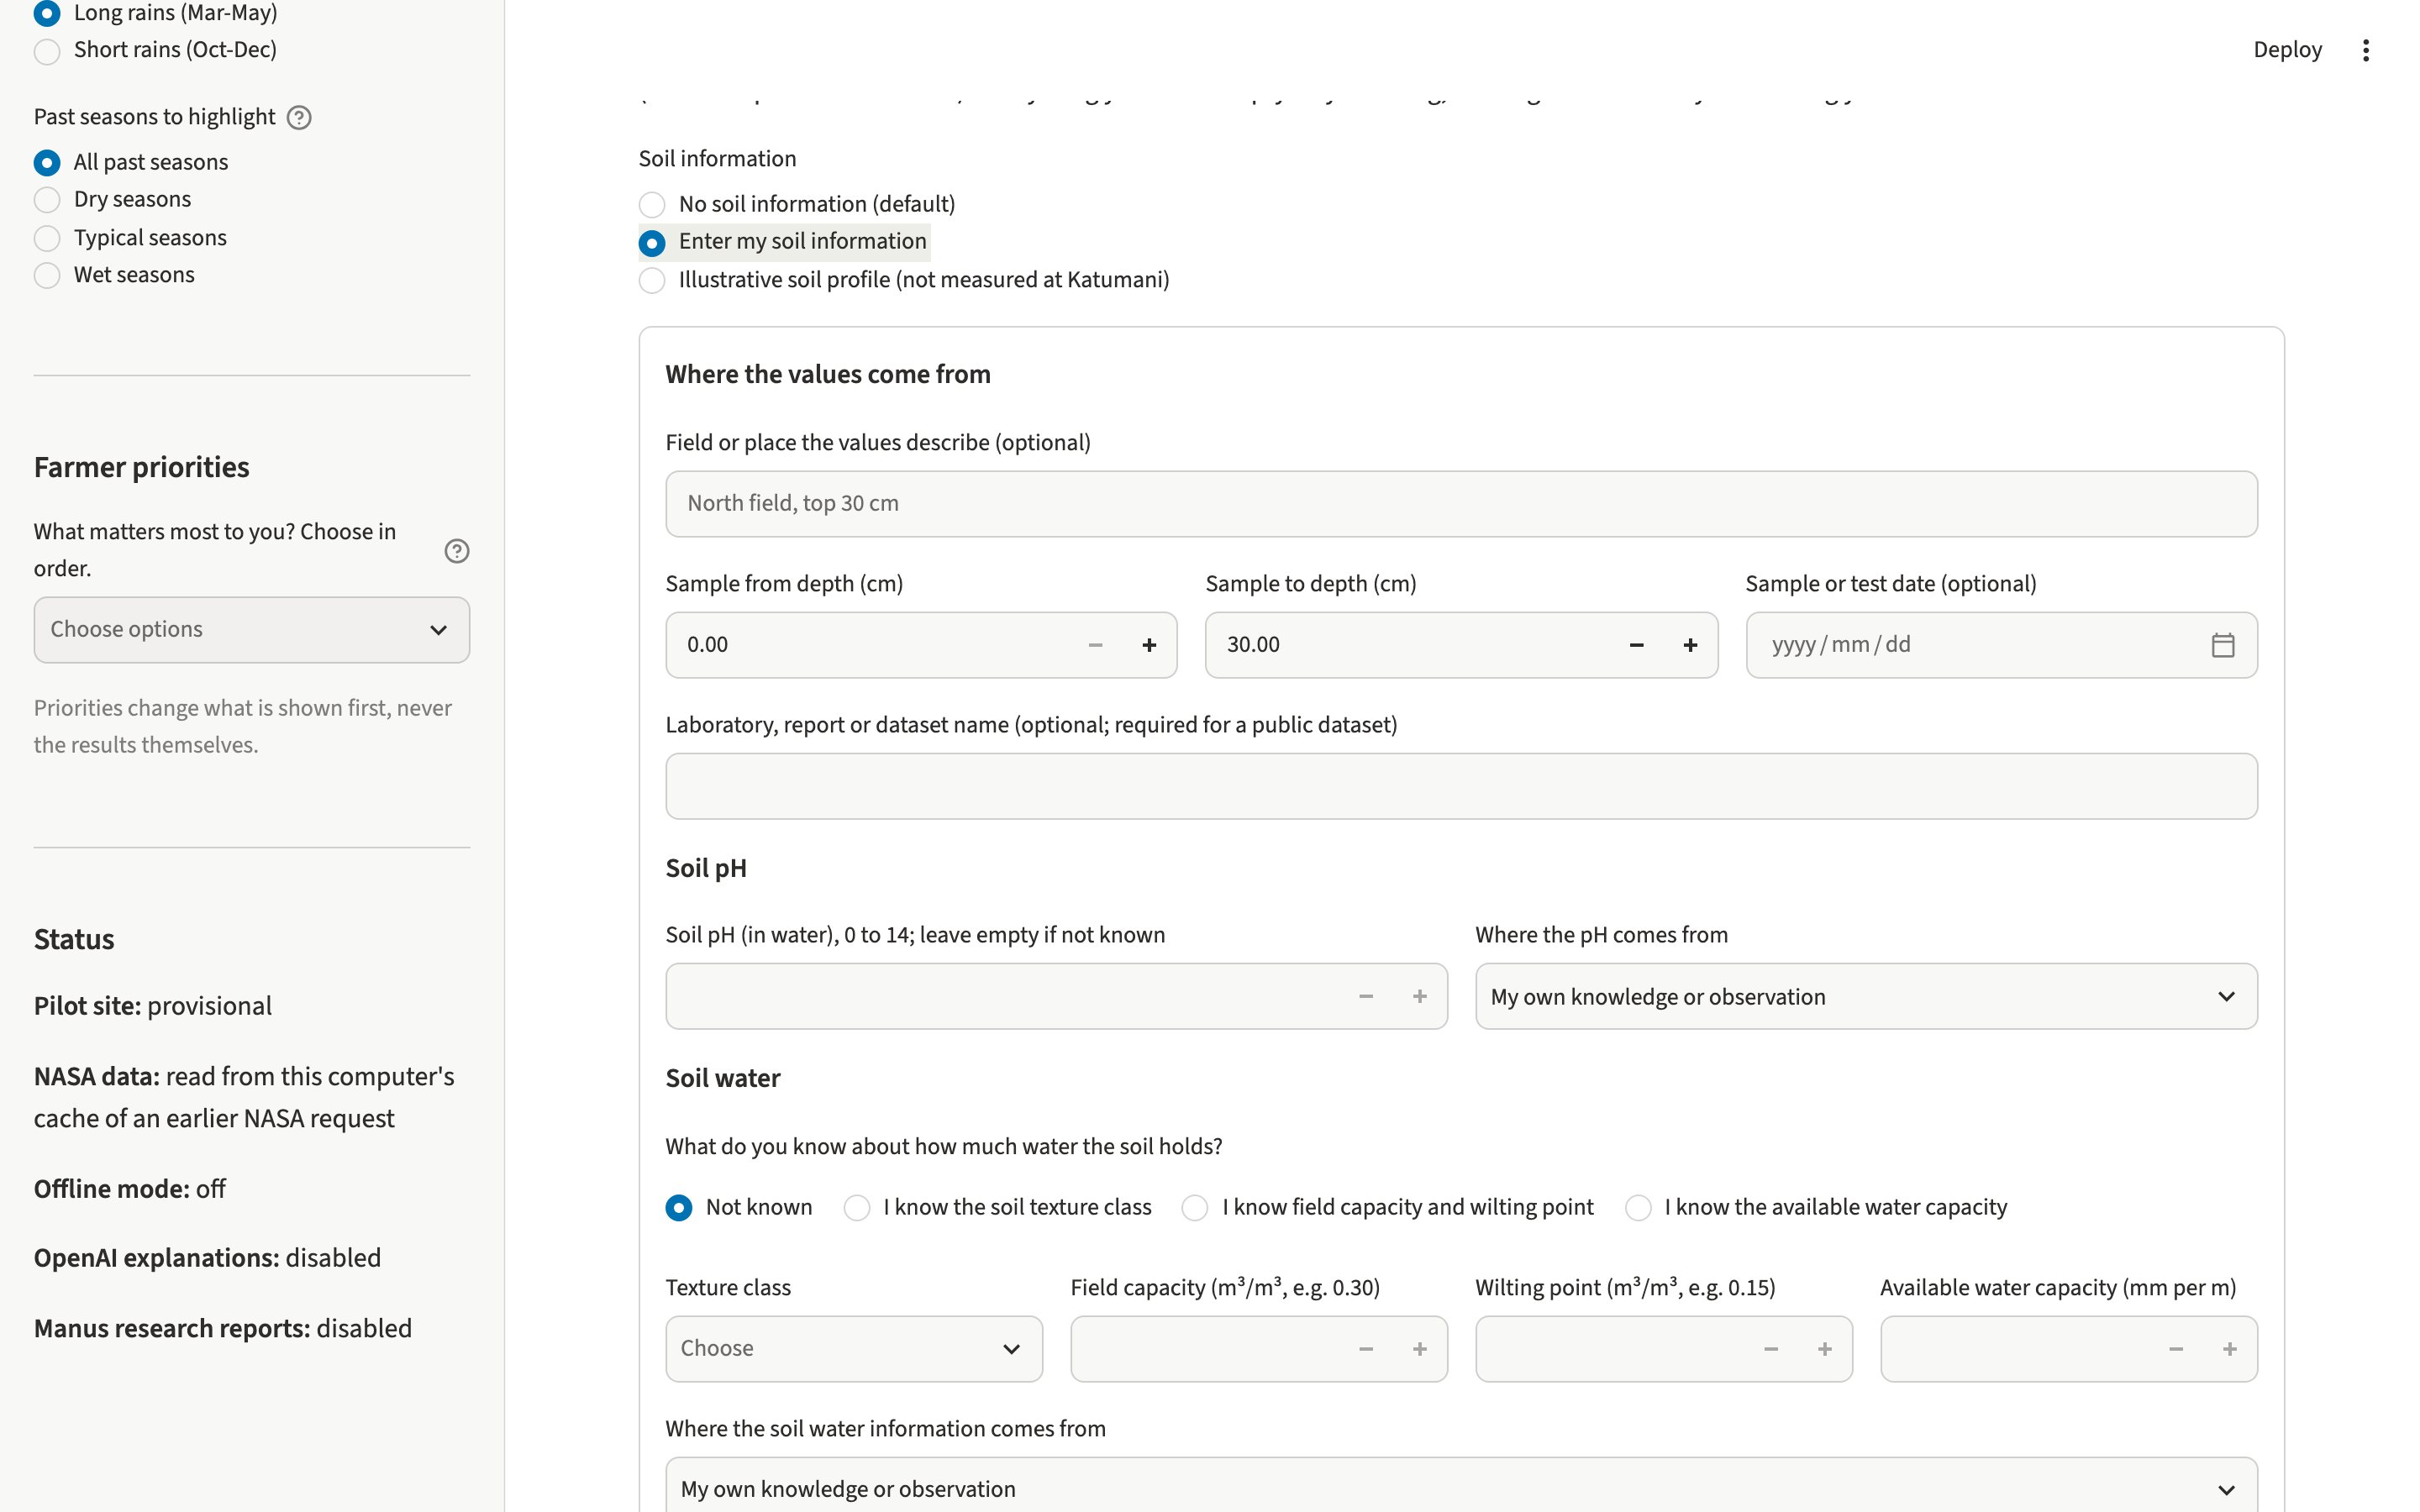 Long rains (Mar-May)
Short rains (Oct-Dec)
Past seasons to highlight
All past seasons
Dry seasons
Typical seasons
Wet seasons
Farmer priorities
What matters most to you? Choose in
order.
Choose options
Priorities change what is shown first, never
the results themselves.
Status
Pilot site: provisional
NASA data: read from this computer's
cache of an earlier NASA request
Offline mode: off
OpenAI explanations: disabled
Manus research reports: disabled
Deploy
Soil information
No soil information (default)
Enter my soil information
Illustrative soil profile (not measured at Katumani)
Where the values come from
Field or place the values describe (optional)
North field, top 30 cm
Sample from depth (cm) Sample to depth (cm) Sample or test date (optional)
0.00 30.00 yyyy / mm / dd
Laboratory, report or dataset name (optional; required for a public dataset)
Soil pH
Soil pH (in water), 0 to 14; leave empty if not known Where the pH comes from
My own knowledge or observation
Soil water
What do you know about how much water the soil holds?
Not known I know the soil texture class I know field capacity and wilting point I know the available water capacity
Texture class Field capacity (m³/m³, e.g. 0.30) Wilting point (m³/m³, e.g. 0.15) Available water capacity (mm per m)
Choose
Where the soil water information comes from
My own knowledge or observation